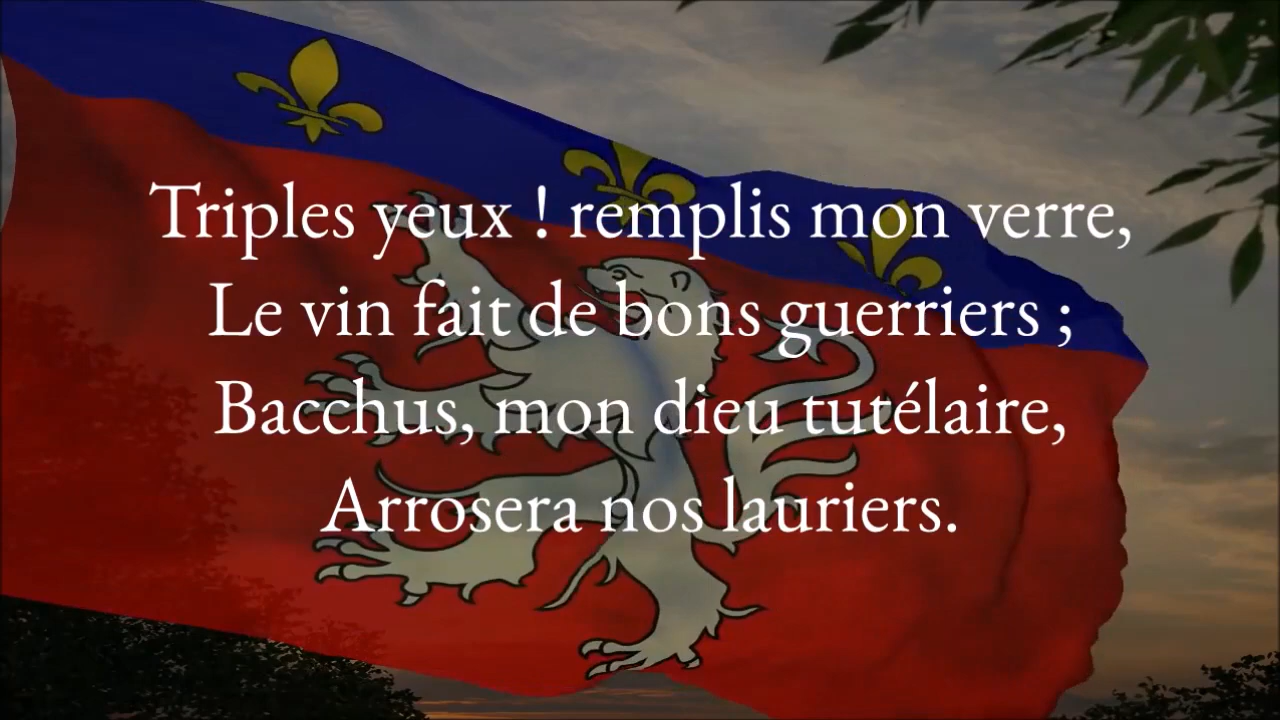 Triples yeux ! remplis mon verre,
Le vin fait de bons guerriers ;
Bacchus, mon dieu tutélaire,
Arrosera nos lauriers.